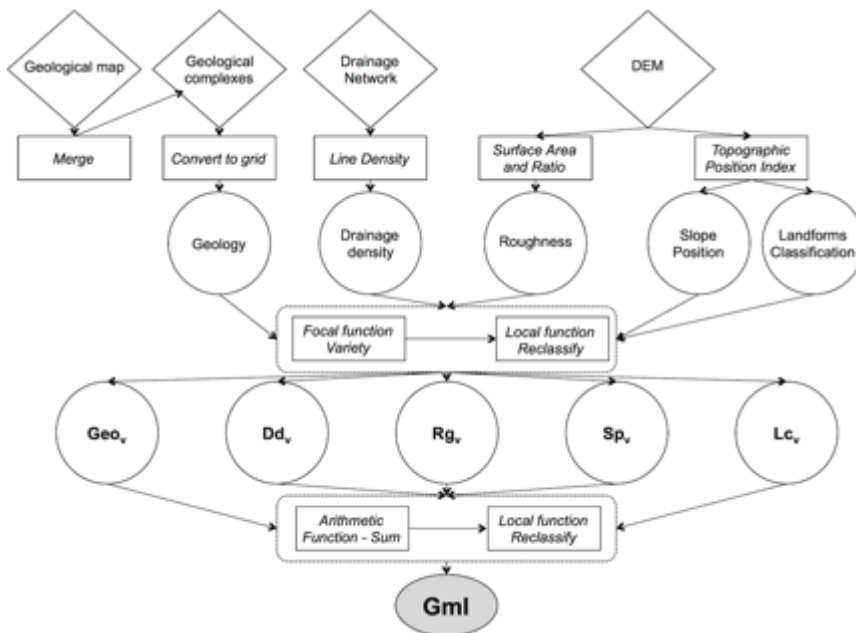 Geological map
Geological
complexes
Drainage
Network
DEM
Merge
Convert to grid
Line Density
Surface Area
and Ratio
Topographic
Position Index
Geology
Drainage
density
Roughness
Slope
Position
Landforms
Classification
Focal function
Variety
Local function
Reclassify
Geov
Ddv
Rgv
Spv
Lcv
Arithmetic
Function - Sum
Local function
Reclassify
GmI